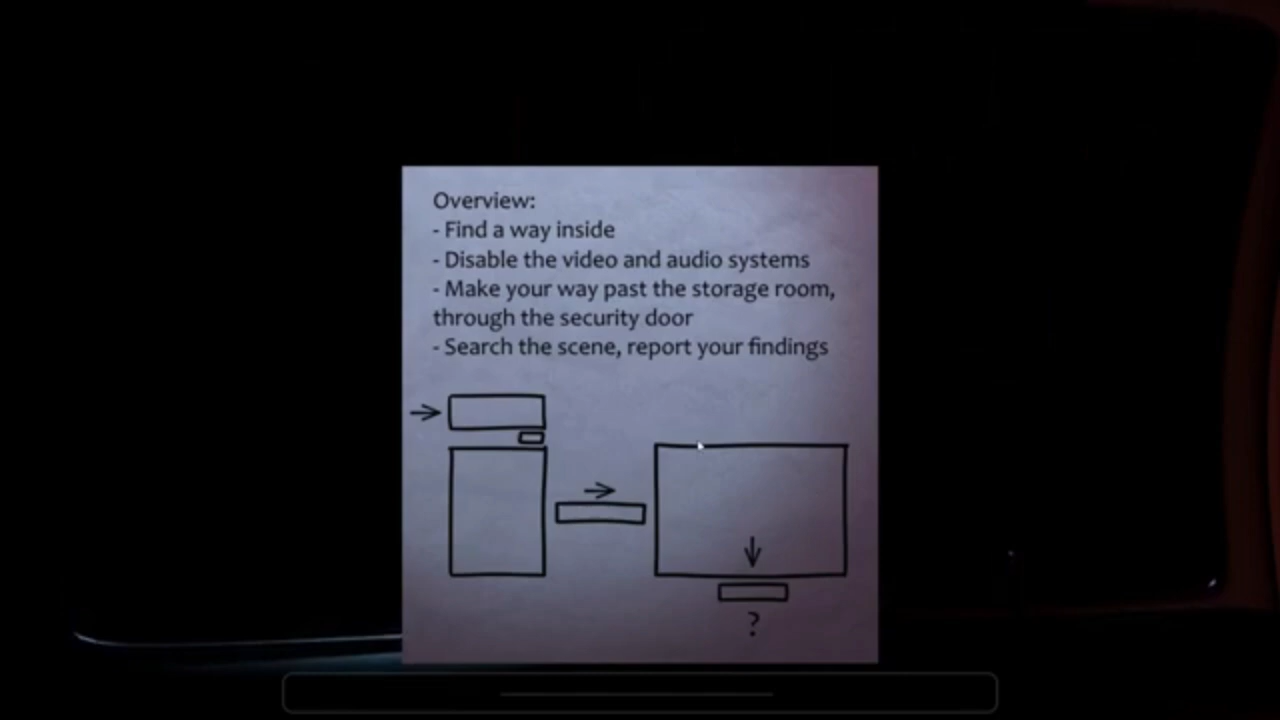 Overview:
- Find a way inside
- Disable the video and audio systems
- Make your way past the storage room,
through the security door
- Search the scene, report your findings
?